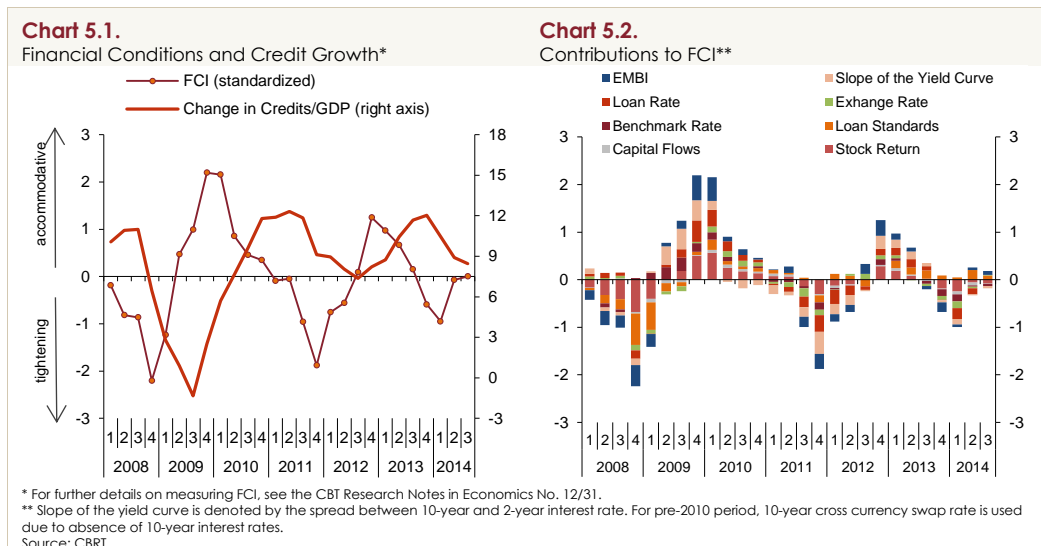 Chart 5.1.
Financial Conditions and Credit Growth*
FCI (standardized)
Change in Credits/GDP (right axis)
accommodative
tightening
3
2
1
0
-1
-2
-3
18
15
12
9
6
3
0
-3
1 2 3 4 1 2 3 4 1 2 3 4 1 2 3 4 1 2 3 4 1 2 3 4 1 2 3
2008 2009 2010 2011 2012 2013 2014
Chart 5.2.
Contributions to FCI**
EMBI
Slope of the Yield Curve
Loan Rate
Exhange Rate
Benchmark Rate
Loan Standards
Capital Flows
Stock Return
3
2
1
0
-1
-2
-3
3
2
1
0
-1
-2
-3
1 2 3 4 1 2 3 4 1 2 3 4 1 2 3 4 1 2 3 4 1 2 3 4 1 2 3
2008 2009 2010 2011 2012 2013 2014
* For further details on measuring FCI, see the CBT Research Notes in Economics No. 12/31.
** Slope of the yield curve is denoted by the spread between 10-year and 2-year interest rate. For pre-2010 period, 10-year cross currency swap rate is used
due to absence of 10-year interest rates.
Source: CBRT.